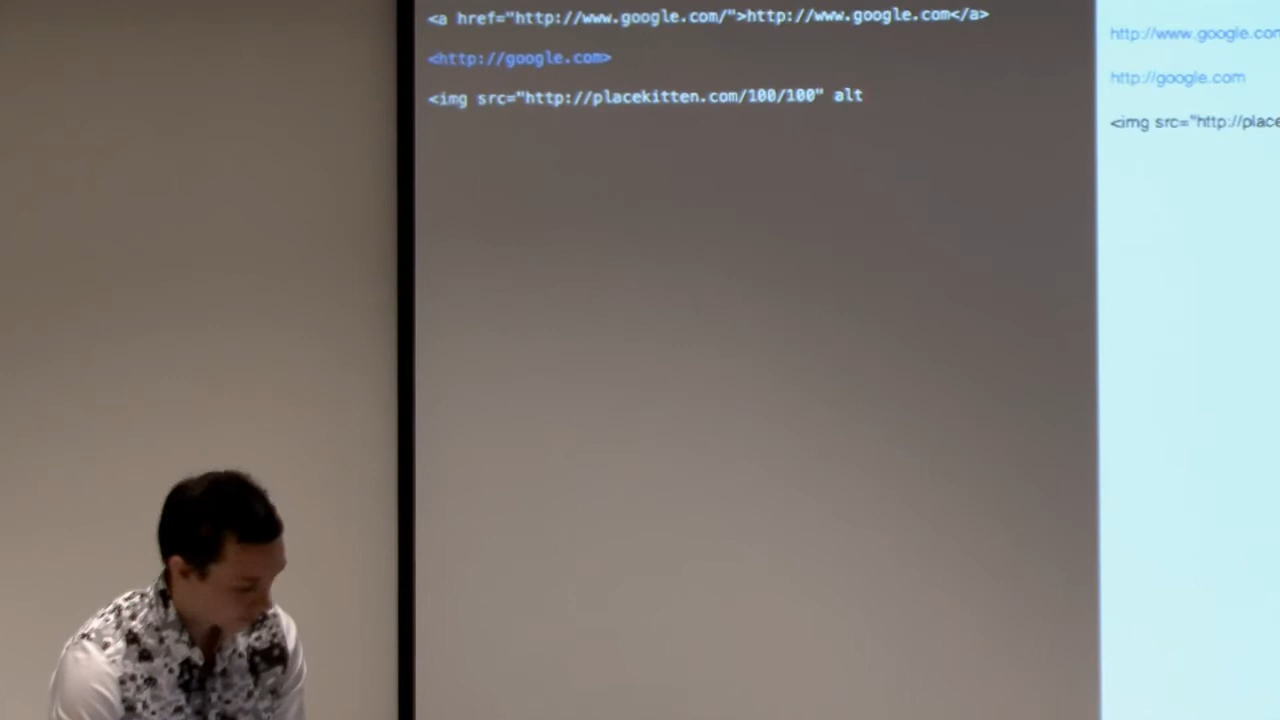 <a href="http://www.google.com/">http://www.google.com</a>
<http://google.com>
<img src="http://placekitten.com/100/100" alt
http://www.google.com
http://google.com
<img src="http://place